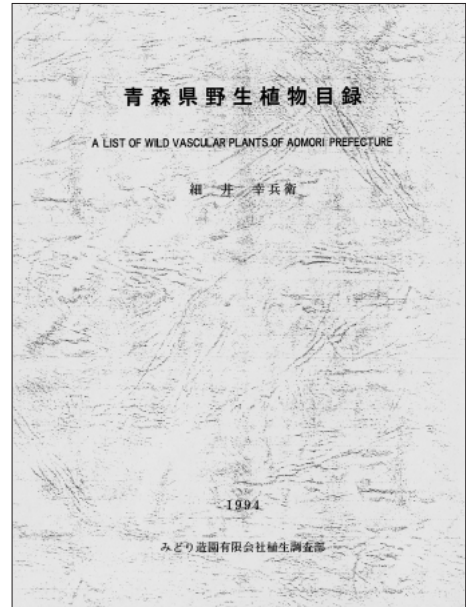 青森県野生植物目録
A LIST OF WILD VASCULAR PLANTS OF AOMORI PREFECTURE
細井幸兵衛
1994
みどり造園有限会社植生調査部